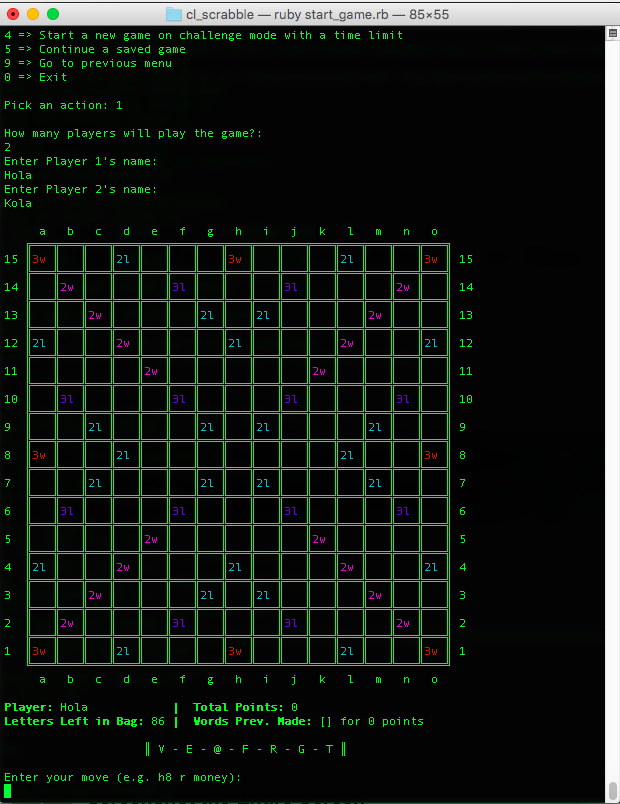 cl_scrabble — ruby start_game.rb — 85×55
4 => Start a new game on challenge mode with a time limit
5 => Continue a saved game
9 => Go to previous menu
0 => Exit
Pick an action: 1
How many players will play the game?:
2
Enter Player 1's name:
Hola
Enter Player 2's name:
Kola
a b c d e f g h i j k l m n o
15 3w 2l 3w 2l 3w 15
14 2w 3l 3l 2w 14
13 2w 2l 2l 2w 13
12 2l 2w 2l 2w 2l 12
11 2w 2w 11
10 3l 3l 3l 3l 10
9 2l 2l 2l 2l 9
8 3w 2l 2l 3w 8
7 2l 2l 2l 2l 7
6 3l 3l 3l 3l 6
5 2w 2w 5
4 2l 2w 2l 2w 2l 4
3 2w 2l 2l 2w 3
2 2w 3l 3l 2w 2
1 3w 2l 3w 2l 3w 1
a b c d e f g h i j k l m n o
Player: Hola | Total Points: 0
Letters Left in Bag: 86 | Words Prev. Made: [] for 0 points
║ V - E - @ - F - R - G - T ║
Enter your move (e.g. h8 r money):